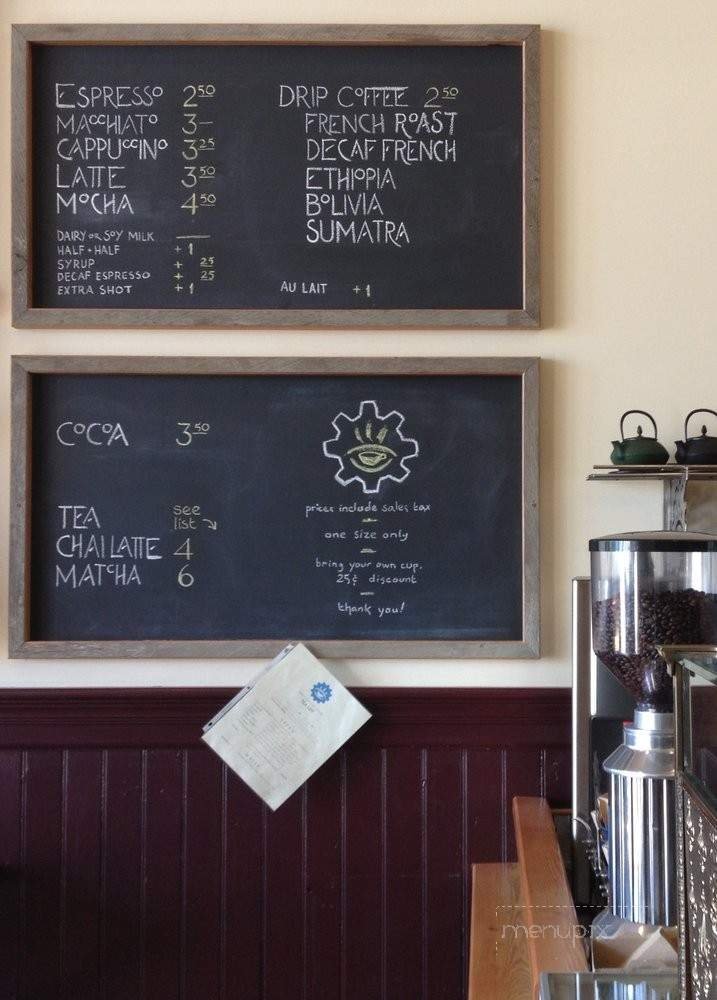 ESPRESSO 2.50
MACCHIATO 3—
CAPPUCCINO 3.25
LATTE 3.50
MOCHA 4.50
DAIRY OR SOY MILK —
HALF + HALF + 1
SYRUP + .25
DECAF ESPRESSO + .25
EXTRA SHOT + 1
DRIP COFFEE 2.50
FRENCH ROAST
DECAF FRENCH
ETHIOPIA
BOLIVIA
SUMATRA
AU LAIT +1
COCOA 3.50
TEA see list ↘
CHAI LATTE 4
MATCHA 6
prices include sales tax
one size only
bring your own cup,
25¢ discount
thank you!
menupix